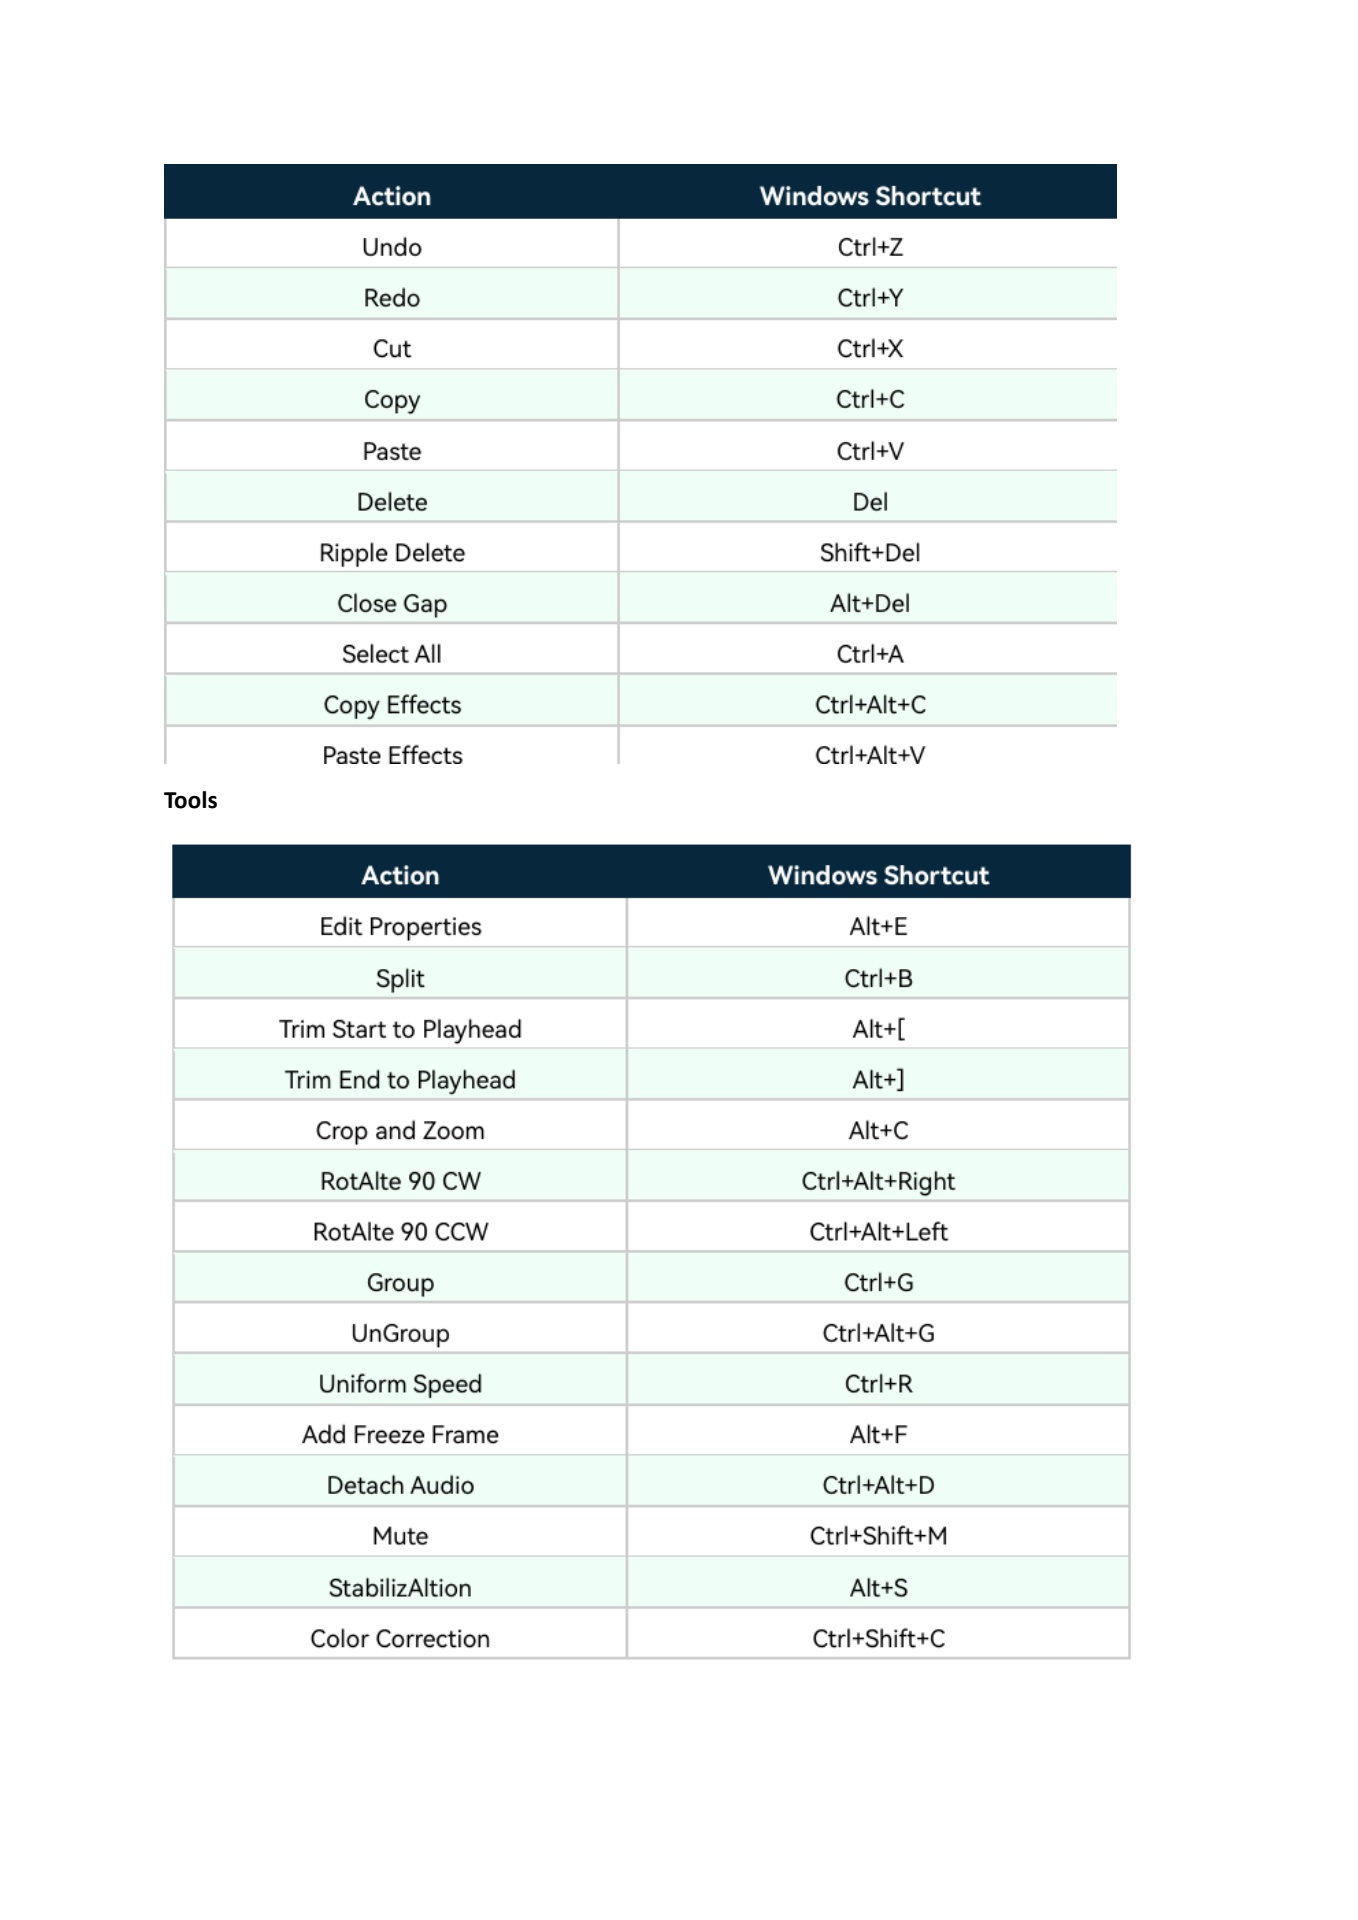 Action Windows Shortcut
Undo Ctrl+Z
Redo Ctrl+Y
Cut Ctrl+X
Copy Ctrl+C
Paste Ctrl+V
Delete Del
Ripple Delete Shift+Del
Close Gap Alt+Del
Select All Ctrl+A
Copy Effects Ctrl+Alt+C
Paste Effects Ctrl+Alt+V
Tools
Action Windows Shortcut
Edit Properties Alt+E
Split Ctrl+B
Trim Start to Playhead Alt+[
Trim End to Playhead Alt+]
Crop and Zoom Alt+C
RotAlte 90 CW Ctrl+Alt+Right
RotAlte 90 CCW Ctrl+Alt+Left
Group Ctrl+G
UnGroup Ctrl+Alt+G
Uniform Speed Ctrl+R
Add Freeze Frame Alt+F
Detach Audio Ctrl+Alt+D
Mute Ctrl+Shift+M
StabilizAltion Alt+S
Color Correction Ctrl+Shift+C